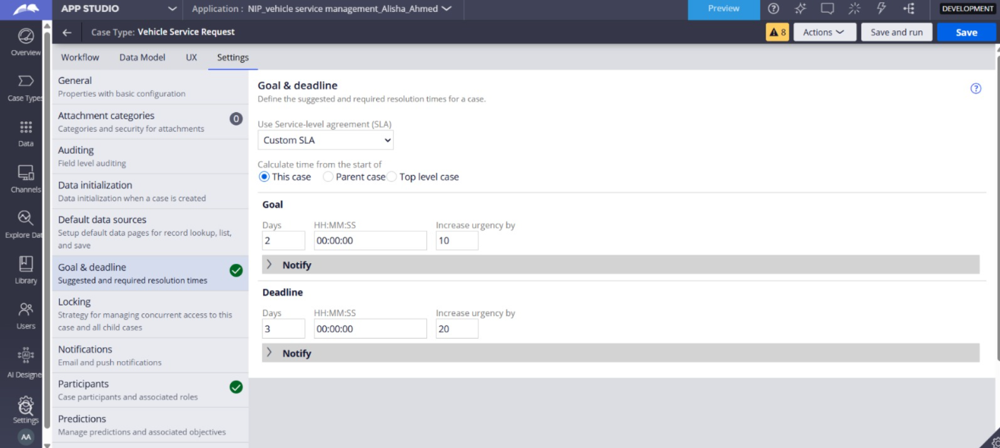 APP STUDIO
Application : NIP_vehicle service management_Alisha_Ahmed
Preview
DEVELOPMENT
Case Type: Vehicle Service Request
8
Actions
Save and run
Save
Overview
Case Types
Data
Channels
Explore Dat
Library
Users
AI
AI Designe
Settings
AA
Workflow
Data Model
UX
Settings
General
Properties with basic configuration
Attachment categories
0
Categories and security for attachments
Auditing
Field level auditing
Data initialization
Data initialization when a case is created
Default data sources
Setup default data pages for record lookup, list,
and save
Goal & deadline
Suggested and required resolution times
Locking
Strategy for managing concurrent access to this
case and all child cases
Notifications
Email and push notifications
Participants
Case participants and associated roles
Predictions
Manage predictions and associated objectives
Goal & deadline
Define the suggested and required resolution times for a case.
Use Service-level agreement (SLA)
Custom SLA
Calculate time from the start of
This case Parent case Top level case
Goal
Days HH:MM:SS Increase urgency by
2 00:00:00 10
Notify
Deadline
Days HH:MM:SS Increase urgency by
3 00:00:00 20
Notify